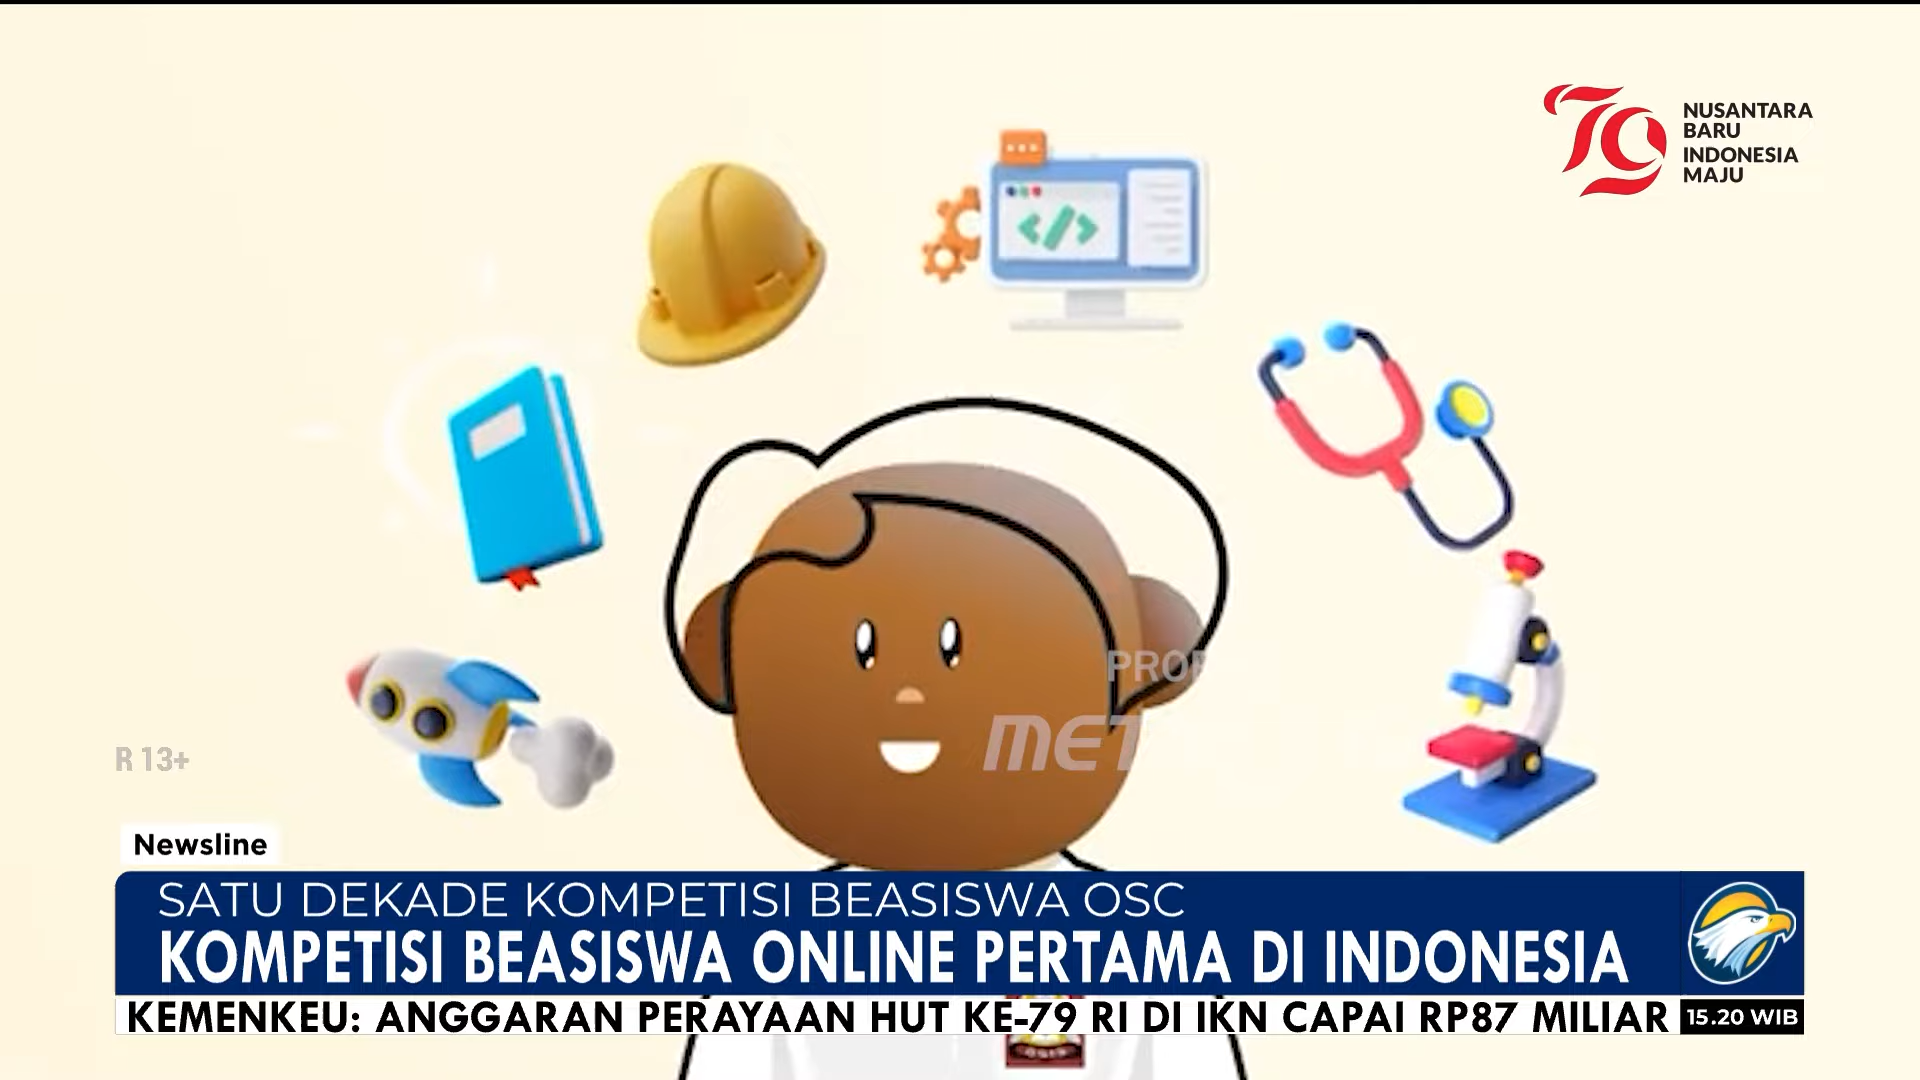 NUSANTARA
BARU
INDONESIA
MAJU
</>
R 13+
Newsline
SATU DEKADE KOMPETISI BEASISWA OSC
KOMPETISI BEASISWA ONLINE PERTAMA DI INDONESIA
KEMENKEU: ANGGARAN PERAYAAN HUT KE-79 RI DI IKN CAPAI RP87 MILIAR
15.20 WIB